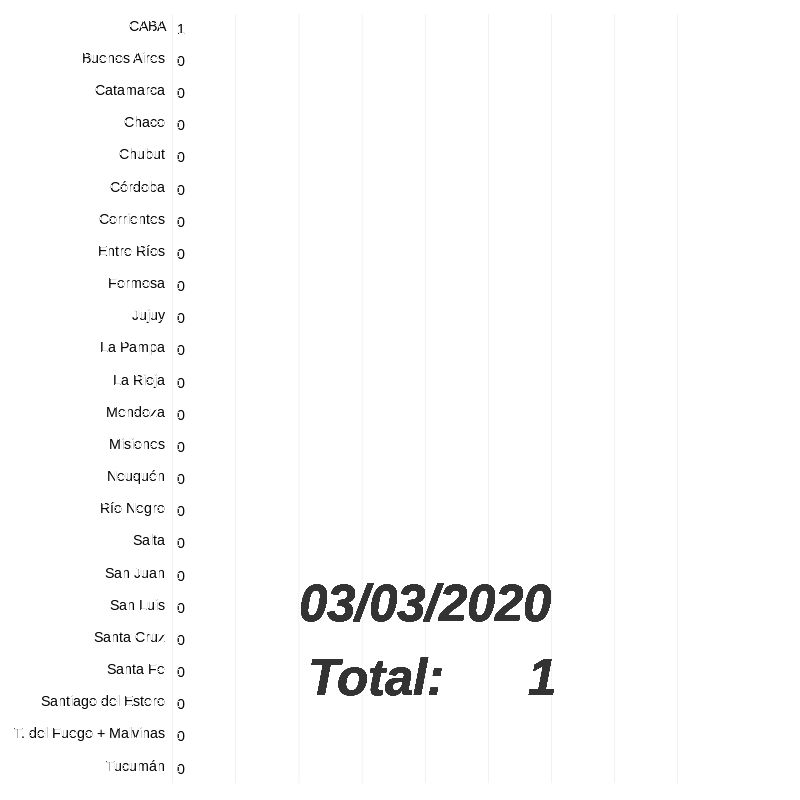 CABA 1
Buenos Aires 0
Catamarca 0
Chaco 0
Chubut 0
Córdoba 0
Corrientes 0
Entre Ríos 0
Formosa 0
Jujuy 0
La Pampa 0
La Rioja 0
Mendoza 0
Misiones 0
Neuquén 0
Río Negro 0
Salta 0
San Juan 0
San Luis 0
Santa Cruz 0
Santa Fe 0
Santiago del Estero 0
T. del Fuego + Malvinas 0
Tucumán 0
03/03/2020
Total: 1